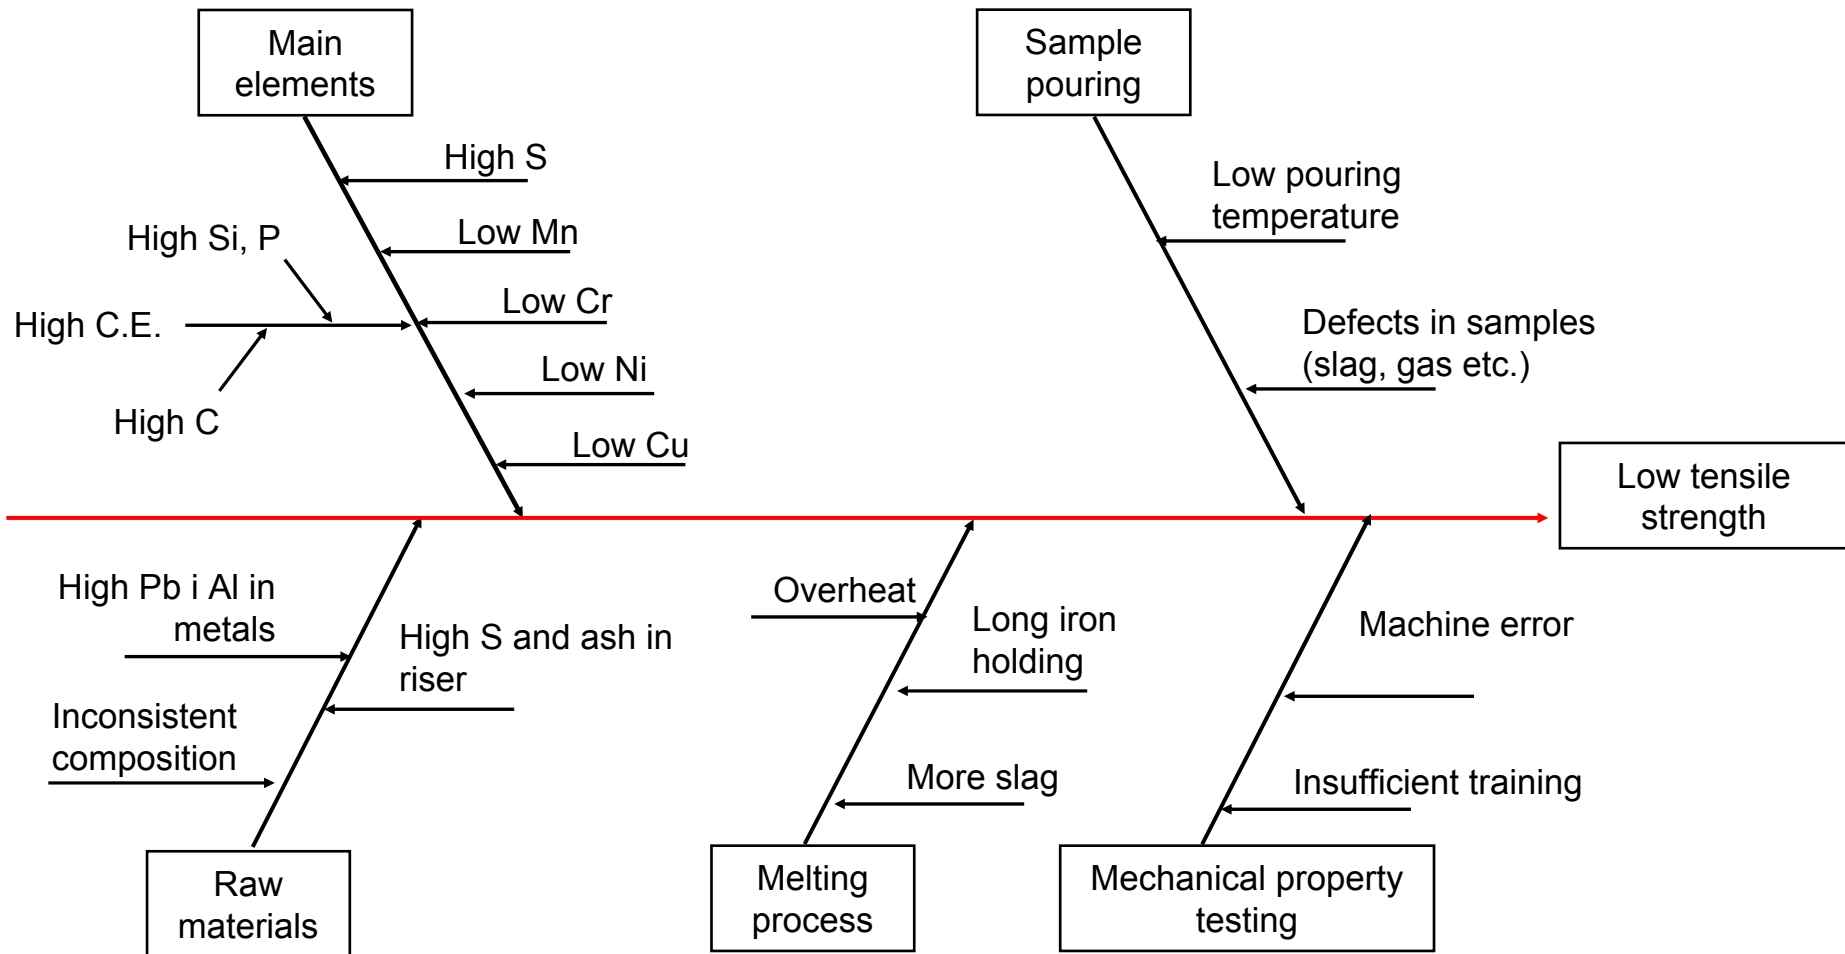 Main
elements
Sample
pouring
High S
Low pouring
temperature
Low Mn
High Si, P
Low Cr
High C.E.
Defects in samples
(slag, gas etc.)
Low Ni
High C
Low Cu
Low tensile
strength
High Pb i Al in
metals
Overheat
Long iron
holding
Machine error
High S and ash in
riser
Inconsistent
composition
More slag
Insufficient training
Raw
materials
Melting
process
Mechanical property
testing